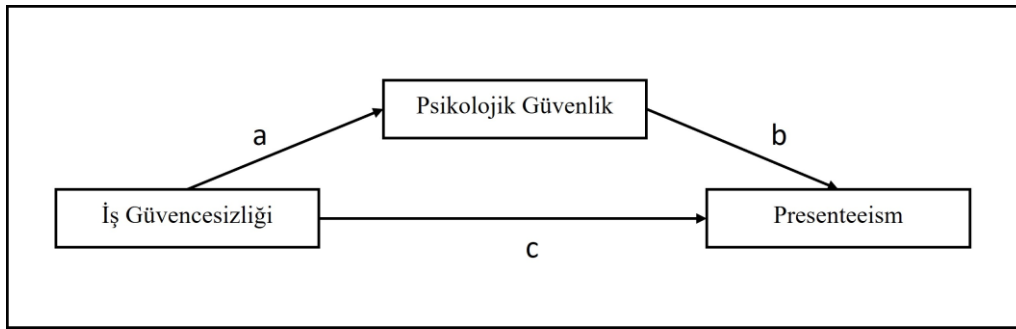 Psikolojik Güvenlik
a
b
İş Güvencesizliği
Presenteeism
c